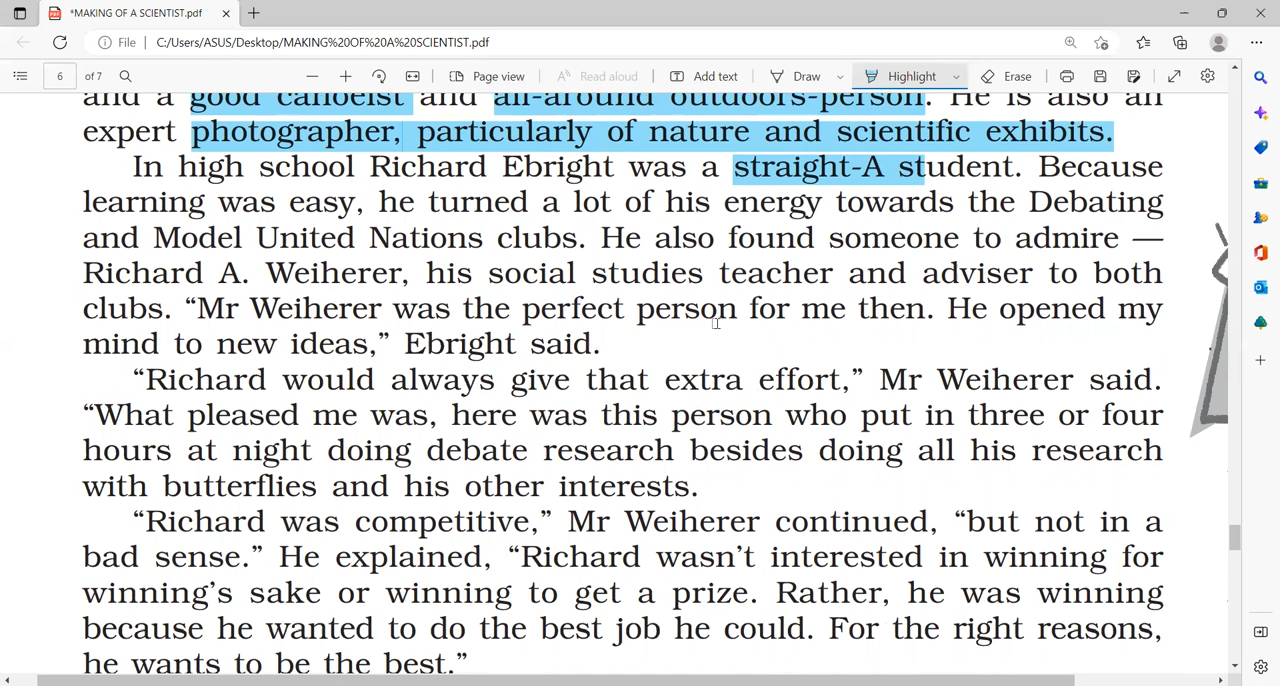 *MAKING OF A SCIENTIST.pdf
File C:/Users/ASUS/Desktop/MAKING%20OF%20A%20SCIENTIST.pdf
6 of 7 Page view Read aloud Add text Draw Highlight Erase
and a good canoeist and all-around outdoors-person. He is also an
expert photographer, particularly of nature and scientific exhibits.
In high school Richard Ebright was a straight-A student. Because
learning was easy, he turned a lot of his energy towards the Debating
and Model United Nations clubs. He also found someone to admire —
Richard A. Weiherer, his social studies teacher and adviser to both
clubs. “Mr Weiherer was the perfect person for me then. He opened my
mind to new ideas,” Ebright said.
“Richard would always give that extra effort,” Mr Weiherer said.
“What pleased me was, here was this person who put in three or four
hours at night doing debate research besides doing all his research
with butterflies and his other interests.
“Richard was competitive,” Mr Weiherer continued, “but not in a
bad sense.” He explained, “Richard wasn’t interested in winning for
winning’s sake or winning to get a prize. Rather, he was winning
because he wanted to do the best job he could. For the right reasons,
he wants to be the best.”